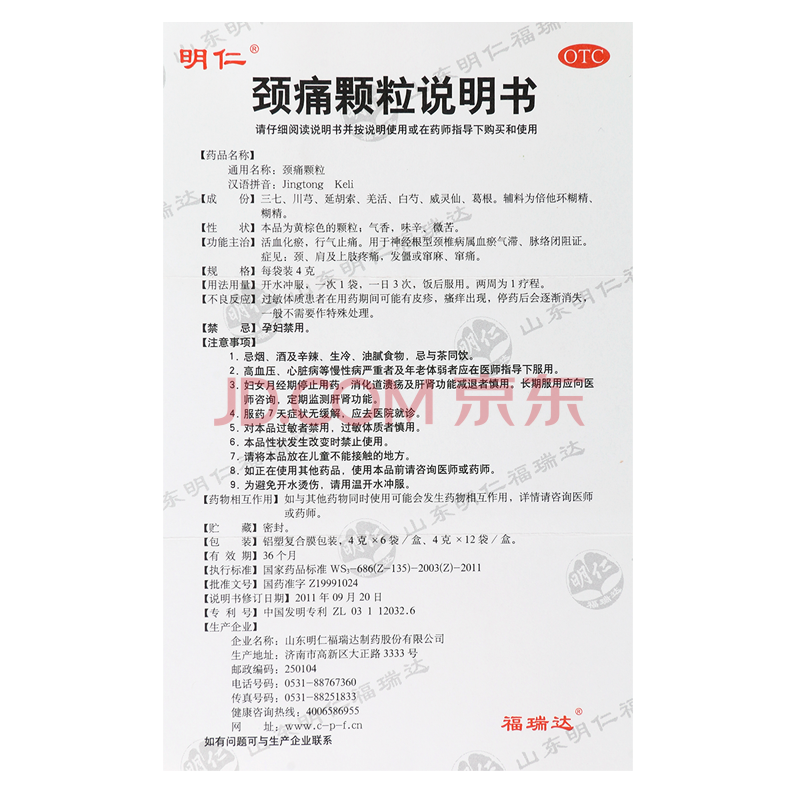 明仁®
OTC
颈痛颗粒说明书
请仔细阅读说明书并按说明使用或在药师指导下购买和使用
【药品名称】
通用名称：颈痛颗粒
汉语拼音：Jingtong Keli
【成 份】三七、川芎、延胡索、羌活、白芍、威灵仙、葛根。辅料为倍他环糊精、
糊精。
【性 状】本品为黄棕色的颗粒；气香，味辛、微苦。
【功能主治】活血化瘀，行气止痛。用于神经根型颈椎病属血瘀气滞、脉络闭阻证。
症见：颈、肩及上肢疼痛，发僵或窜麻、窜痛。
【规 格】每袋装 4 克
【用法用量】开水冲服，一次 1 袋，一日 3 次，饭后服用。两周为 1 疗程。
【不良反应】过敏体质患者在用药期间可能有皮疹，瘙痒出现，停药后会逐渐消失，
一般不需要作特殊处理。
【禁 忌】孕妇禁用。
【注意事项】
1．忌烟、酒及辛辣、生冷、油腻食物，忌与茶同饮。
2．高血压、心脏病等慢性病严重者及年老体弱者应在医师指导下服用。
3．妇女月经期停止用药，消化道溃疡及肝肾功能减退者慎用，长期服用应向医
师咨询，定期监测肝肾功能。
4．服药 7 天症状无缓解，应去医院就诊。
5．对本品过敏者禁用，过敏体质者慎用。
6．本品性状发生改变时禁止使用。
7．请将本品放在儿童不能接触的地方。
8．如正在使用其他药品，使用本品前请咨询医师或药师。
9．为避免开水烫伤，请用温开水冲服。
JD.COM 京东
【药物相互作用】如与其他药物同时使用可能会发生药物相互作用，详情请咨询医师
或药师。
【贮 藏】密封。
【包 装】铝塑复合膜包装，4 克×6 袋／盒、4 克×12 袋／盒。
【有 效 期】36 个月
【执行标准】国家药品标准 WS₃-686(Z-135)-2003(Z)-2011
【批准文号】国药准字 Z19991024
【说明书修订日期】2011 年 09 月 20 日
【专 利 号】中国发明专利 ZL 03 1 12032.6
【生产企业】
企业名称：山东明仁福瑞达制药股份有限公司
生产地址：济南市高新区大正路 3333 号
邮政编码：250104
电话号码：0531-88767360
传真号码：0531-88251833
健康咨询热线：4006586955
网 址：www.c-p-f.cn
如有问题可与生产企业联系
福瑞达®
山东明仁福瑞达